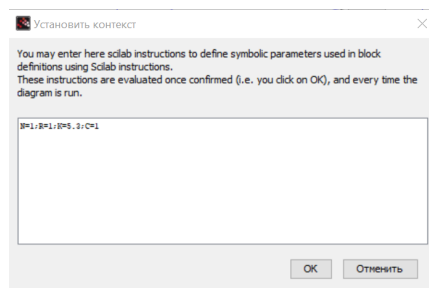 Установить контекст
You may enter here scilab instructions to define symbolic parameters used in block
definitions using Scilab instructions.
These instructions are evaluated once confirmed (i.e. you click on OK), and every time the
diagram is run.
N=1;R=1;K=5.3;C=1
OK Отменить